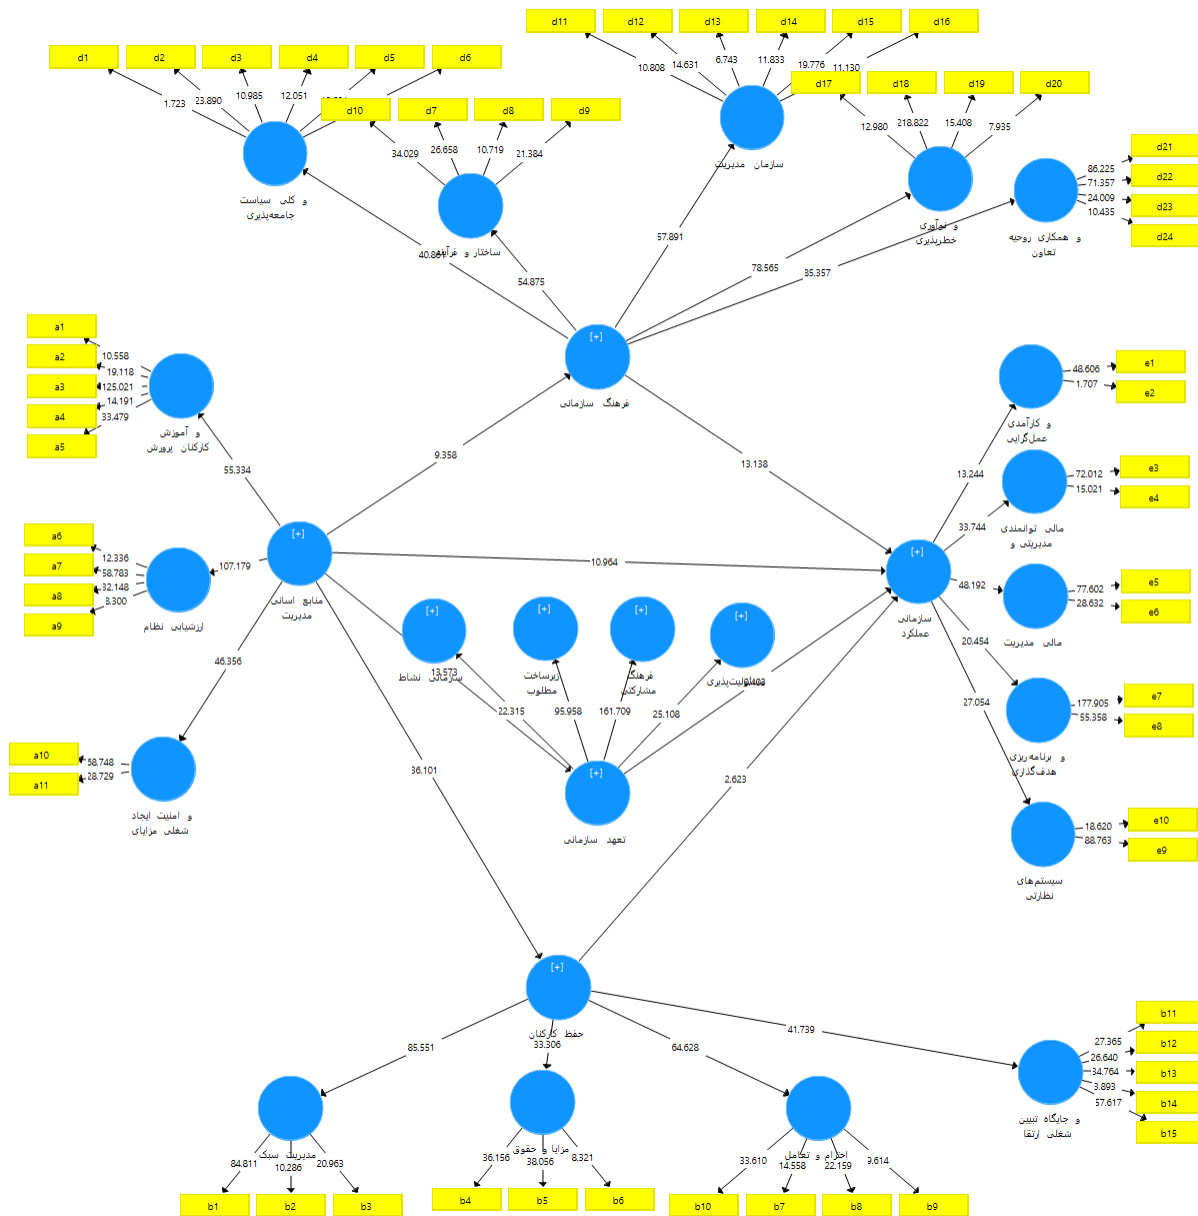 d11
d12
d13
d14
d15
d16
10.808
14.631
6.743
11.833
19.776
11.130
d1
d2
d3
d4
d5
d6
1.723
23.890
10.985
12.051
d10
d7
d8
d9
34.029
26.658
10.719
21.384
d17
d18
d19
d20
12.980
218.822
15.408
7.935
d21
d22
d23
d24
86.225
71.357
24.009
10.435
و کلی سیاست
جامعه‌پذیری
ساختار و فرآیند
سازمان مدیریت
و نوآوری
خطرپذیری
و همکاری روحیه
تعاون
54.875
57.891
78.565
85.357
[+]
فرهنگ سازمانی
a1
a2
a3
a4
a5
10.558
19.118
125.021
14.191
33.479
و آموزش
کارکنان پرورش
55.334
9.358
13.138
e1
e2
48.606
1.707
و کارآمدی
عمل‌گرایی
13.244
e3
e4
72.012
15.021
مالی توانمندی
مدیریتی و
33.744
a6
a7
a8
a9
12.336
58.783
32.148
8.300
ارزشیابی نظام
107.179
[+]
منابع اسانی
مدیریت
10.964
[+]
سازمانی
عملکرد
48.192
e5
e6
77.602
28.632
مالی مدیریت
20.454
e7
e8
177.905
55.358
و برنامه ریزی
هدف‌گذاری
27.054
e10
e9
18.620
88.763
سیستم‌های
نظارتی
46.356
a10
a11
58.748
28.729
و امنیت ایجاد
شغلی مزایای
[+]
[+]
[+]
[+]
سازمانی نشاط
زیرساخت
مطلوب
فرهنگ
مشارکتی
13.573
22.315
95.958
161.709
25.108
[+]
تعهد سازمانی
36.101
2.623
[+]
حفظ کارکنان
85.551
33.306
64.628
41.739
b11
b12
b13
b14
b15
27.365
26.640
34.764
3.893
57.617
و جایگاه تبیین
شغلی ارتقا
مدیریت سبک
مزایا و حقوق
احترام و تعامل
84.811
10.286
20.963
36.156
38.056
8.321
33.610
14.558
22.159
9.614
b1
b2
b3
b4
b5
b6
b10
b7
b8
b9